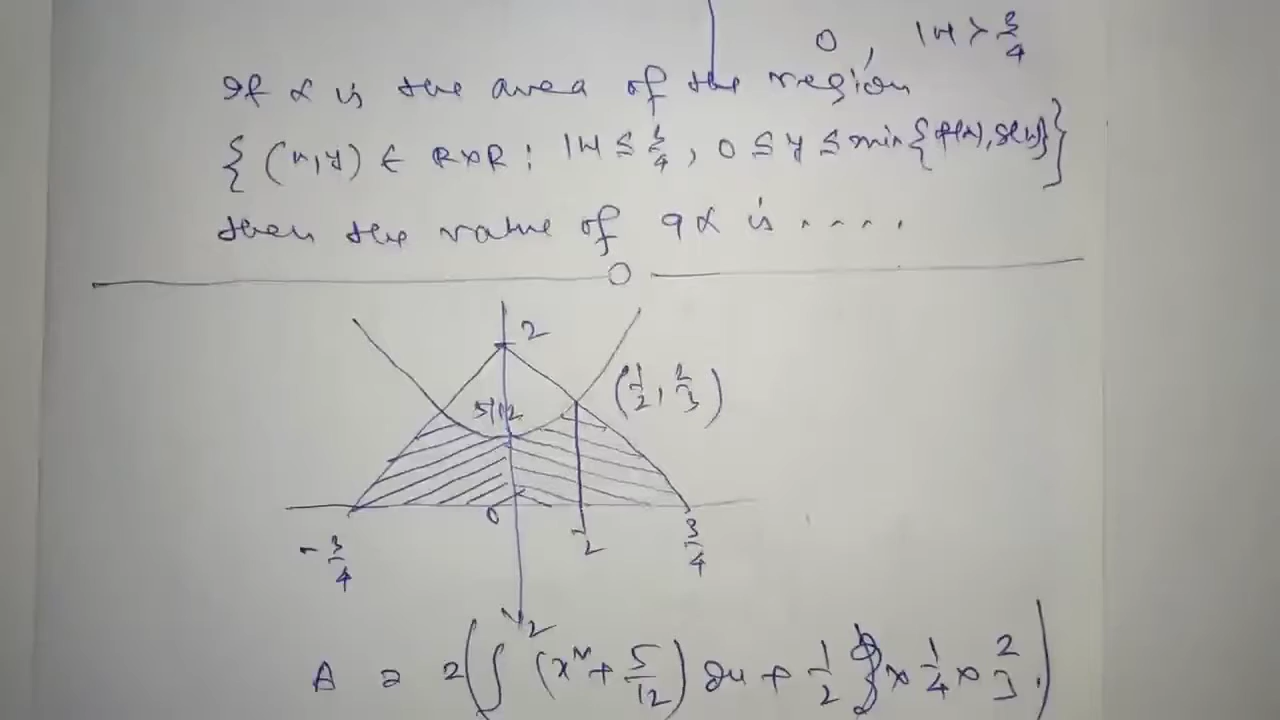 0, |x| > 3/4
If α is the area of the region
{ (x,y) ∈ R×R : |x| ≤ 3/4, 0 ≤ y ≤ min{f(x), g(x)} }
then the value of 9α is . . . .
2
(1/2, 2/3)
5/12
0
-3/4
1/2
3/4
A = 2(∫ 1/2 (x² + 5/12) dx + 1/2 × 1/4 × 2/3)